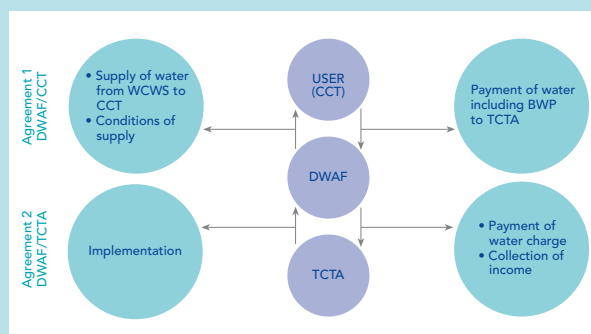 Agreement 1
DWAF/CCT
• Supply of water
from WCWS to
CCT
• Conditions of
supply
USER
(CCT)
Payment of water
including BWP
to TCTA
DWAF
Agreement 2
DWAF/TCTA
Implementation
TCTA
• Payment of
water charge
• Collection of
income